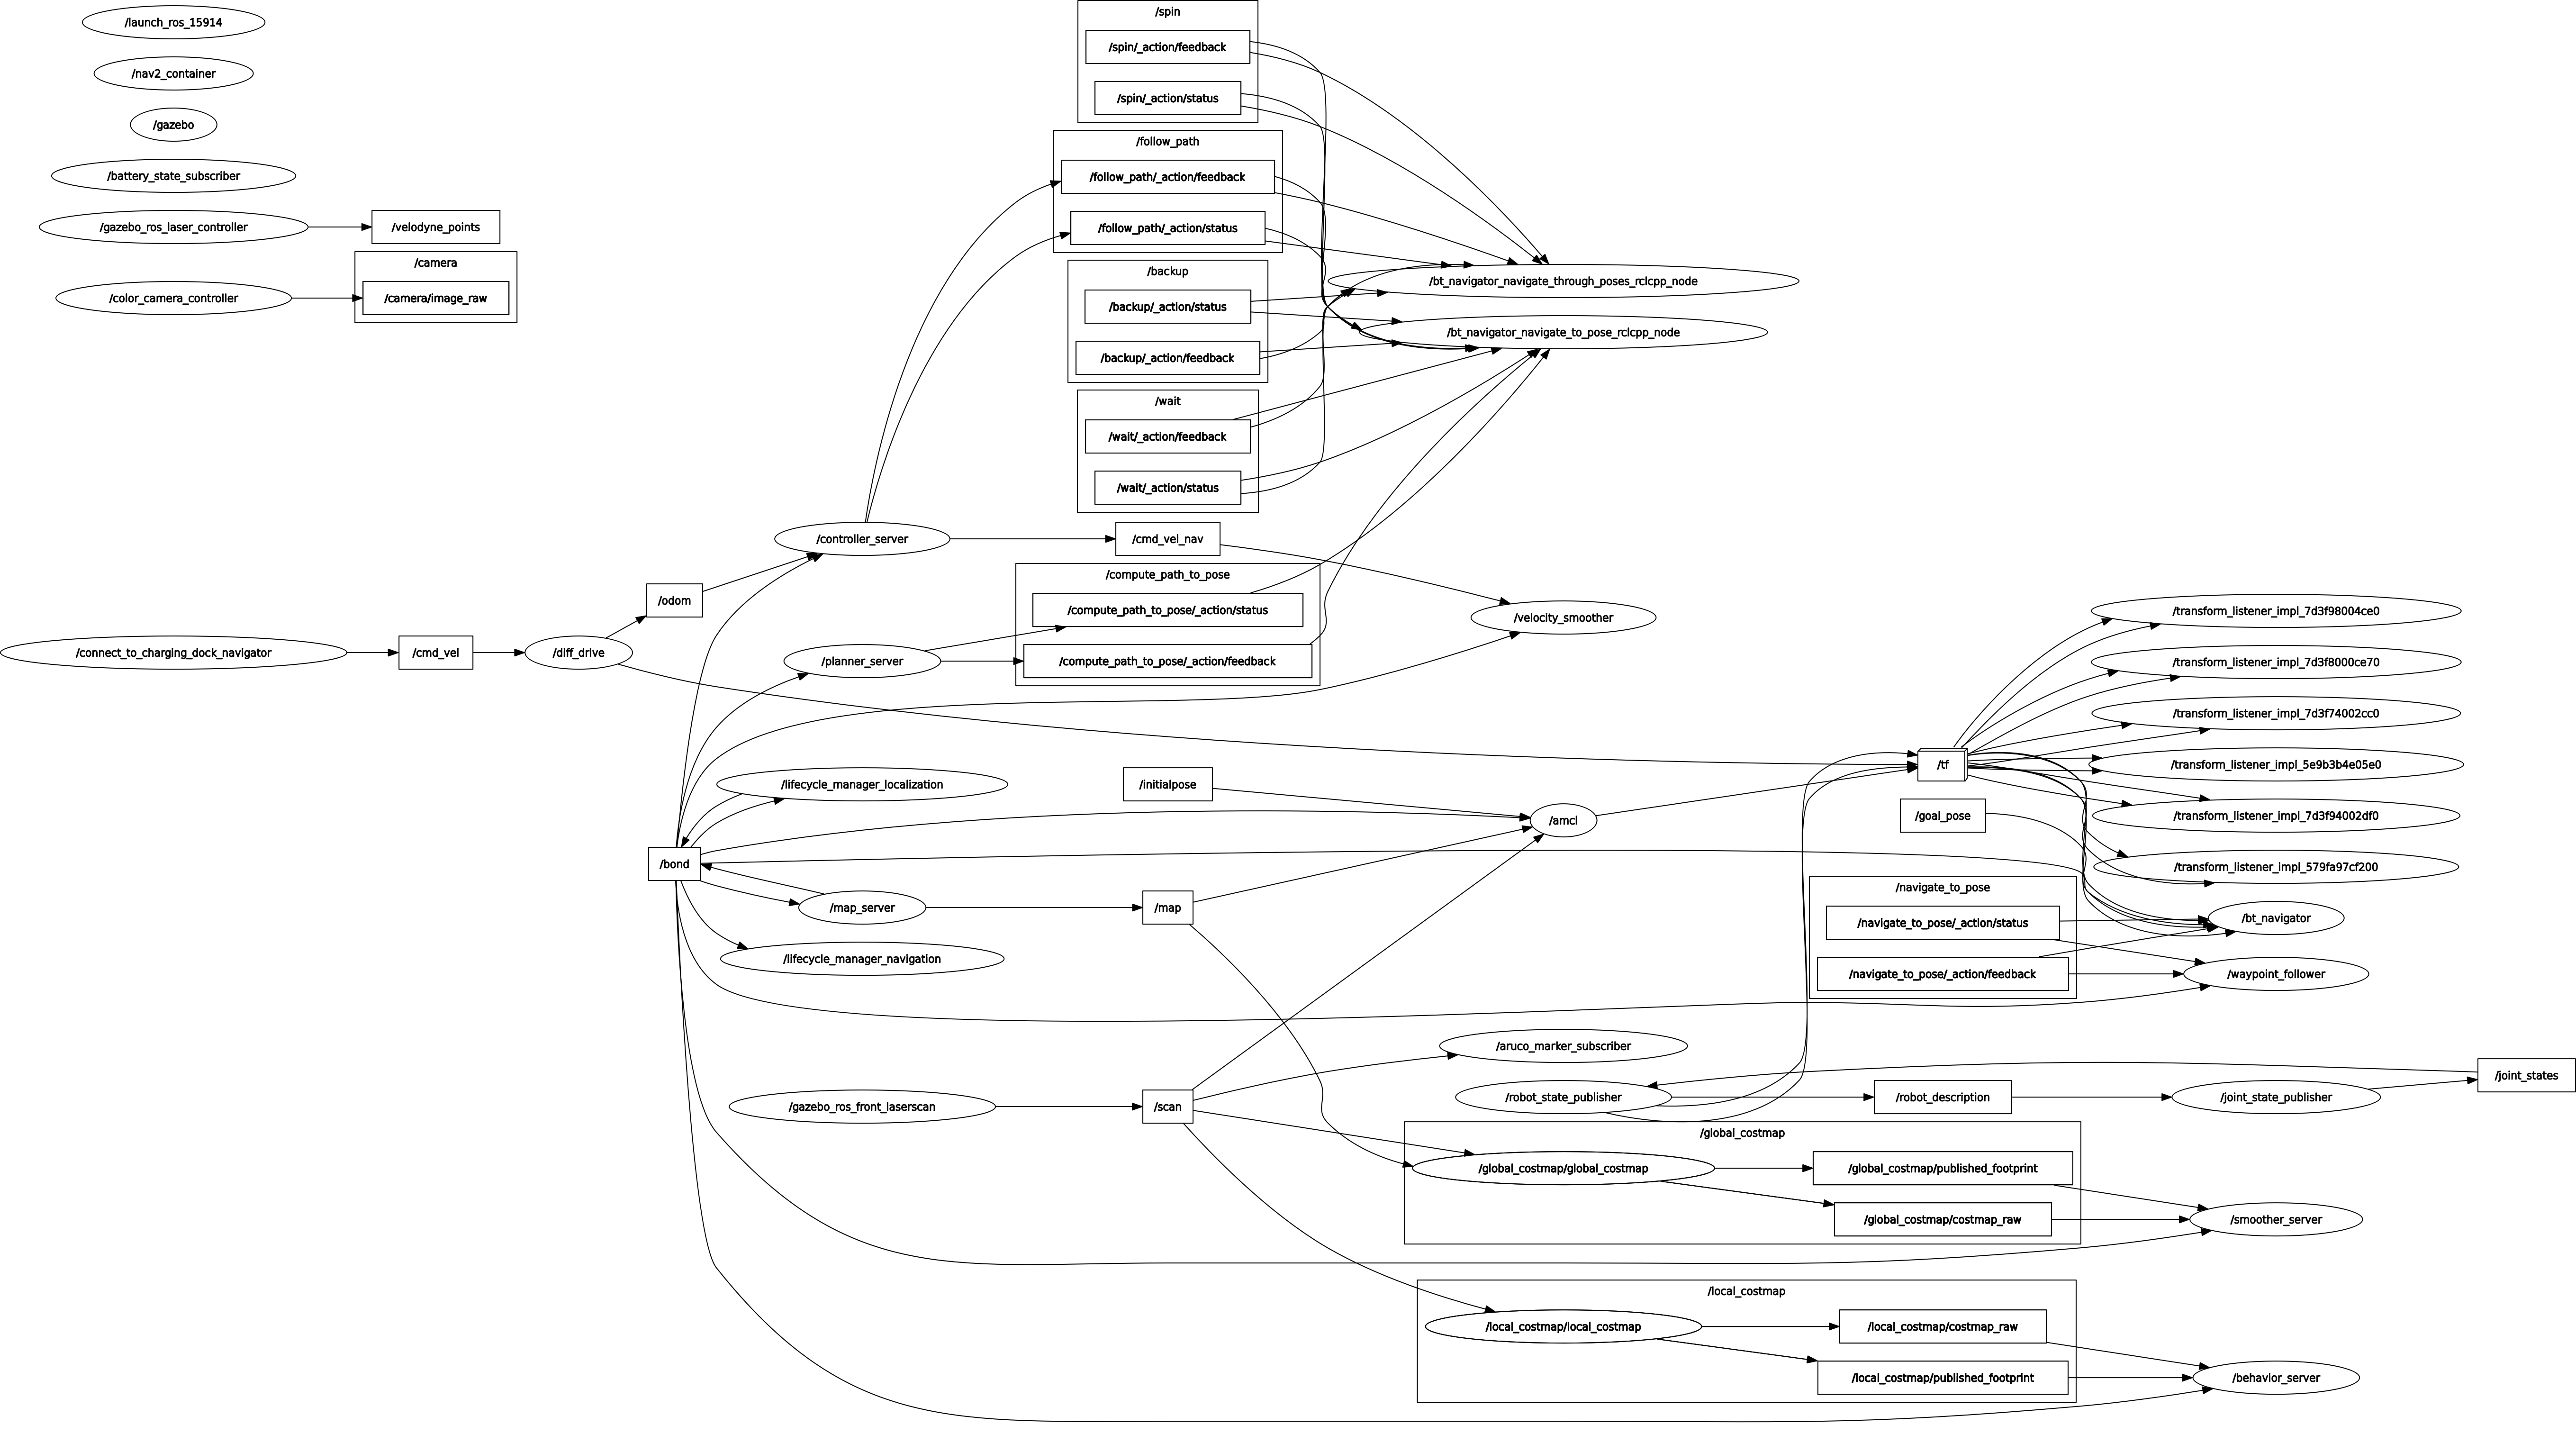 /launch_ros_15914
/nav2_container
/gazebo
/battery_state_subscriber
/gazebo_ros_laser_controller
/velodyne_points
/camera
/color_camera_controller
/camera/image_raw
/spin
/spin/_action/feedback
/spin/_action/status
/follow_path
/follow_path/_action/feedback
/follow_path/_action/status
/backup
/backup/_action/status
/backup/_action/feedback
/wait
/wait/_action/feedback
/wait/_action/status
/bt_navigator_navigate_through_poses_rclcpp_node
/bt_navigator_navigate_to_pose_rclcpp_node
/controller_server
/cmd_vel_nav
/compute_path_to_pose
/compute_path_to_pose/_action/status
/compute_path_to_pose/_action/feedback
/velocity_smoother
/odom
/connect_to_charging_dock_navigator
/cmd_vel
/diff_drive
/planner_server
/lifecycle_manager_localization
/initialpose
/amcl
/bond
/map_server
/map
/lifecycle_manager_navigation
/tf
/goal_pose
/transform_listener_impl_7d3f98004ce0
/transform_listener_impl_7d3f8000ce70
/transform_listener_impl_7d3f74002cc0
/transform_listener_impl_5e9b3b4e05e0
/transform_listener_impl_7d3f94002df0
/transform_listener_impl_579fa97cf200
/navigate_to_pose
/navigate_to_pose/_action/status
/navigate_to_pose/_action/feedback
/bt_navigator
/waypoint_follower
/gazebo_ros_front_laserscan
/scan
/aruco_marker_subscriber
/robot_state_publisher
/robot_description
/joint_state_publisher
/joint_states
/global_costmap
/global_costmap/global_costmap
/global_costmap/published_footprint
/global_costmap/costmap_raw
/smoother_server
/local_costmap
/local_costmap/local_costmap
/local_costmap/costmap_raw
/local_costmap/published_footprint
/behavior_server